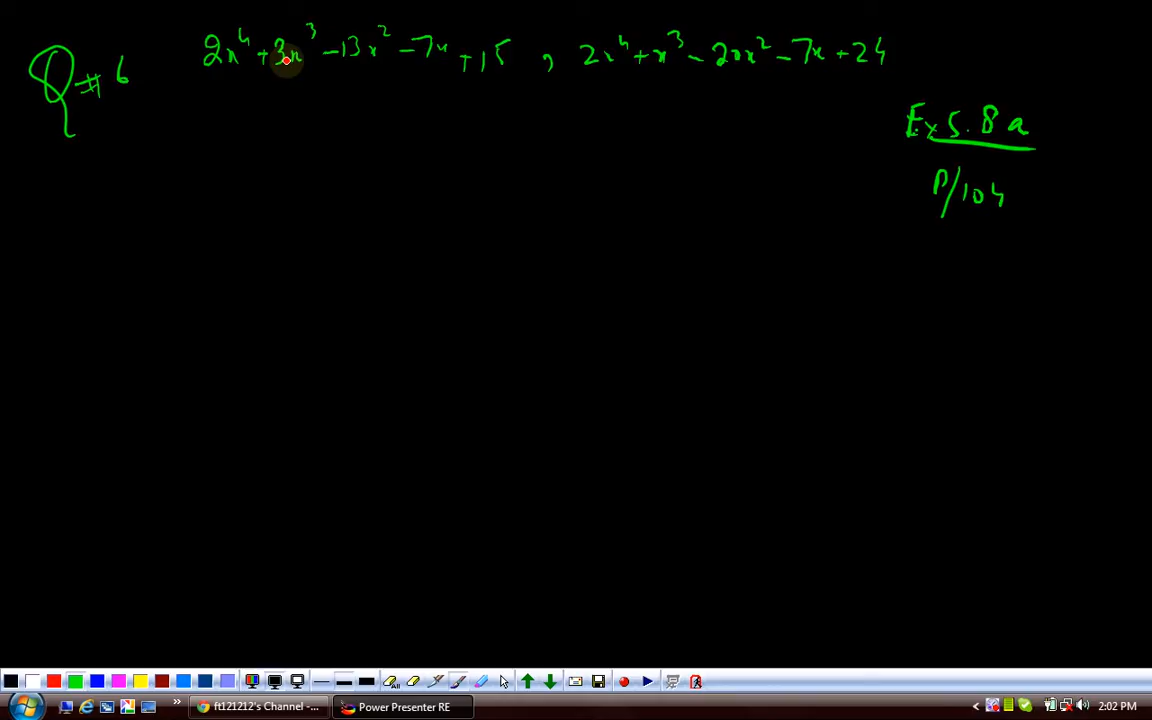 Q # 6 2x⁴ + 3x³ - 13x² - 7x + 15 , 2x⁴ + x³ - 20x² - 7x + 24
Ex 5.8 a
P/104
ft121212's Channel -... Power Presenter RE 2:02 PM